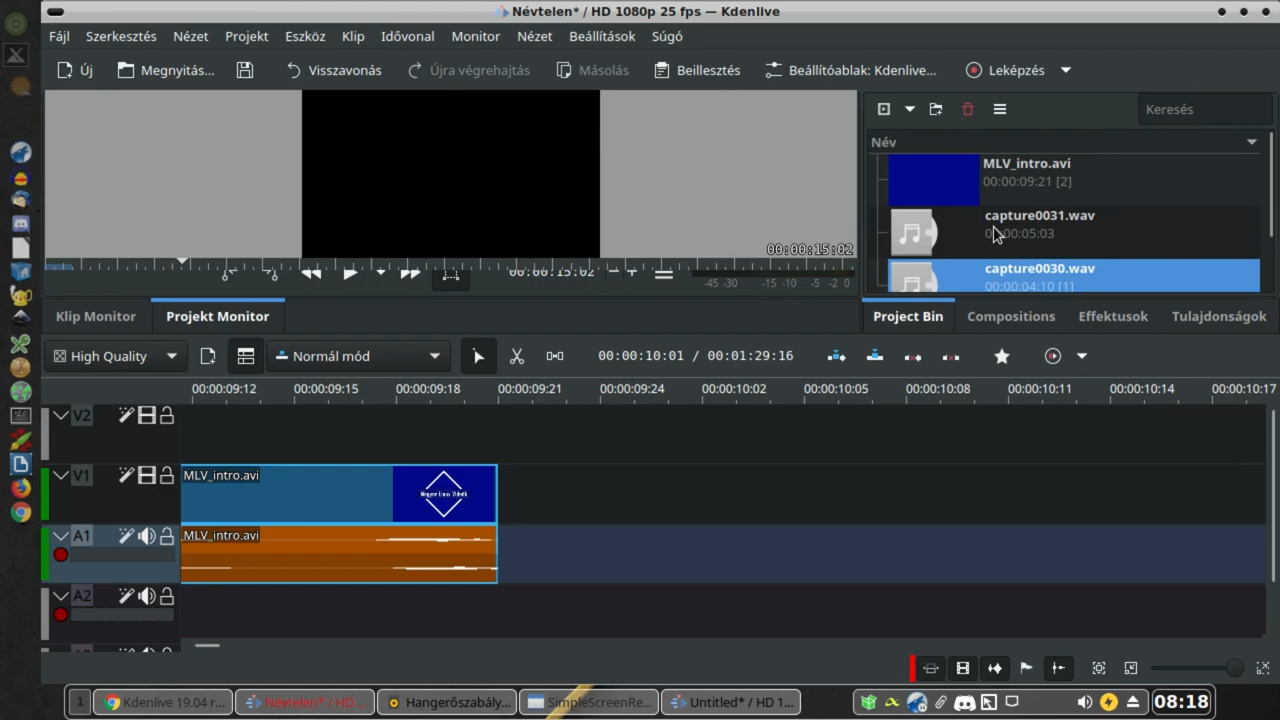 Névtelen* / HD 1080p 25 fps — Kdenlive
Fájl Szerkesztés Nézet Projekt Eszköz Klip Idővonal Monitor Nézet Beállítások Súgó
Új Megnyitás... Visszavonás Újra végrehajtás Másolás Beillesztés Beállítóablak: Kdenlive... Leképzés
Keresés
Név
MLV_intro.avi
00:00:09:21 [2]
capture0031.wav
00:00:05:03
capture0030.wav
00:00:04:10 [1]
00:00:15:02
00:00:15:02
-45 -30 -15 -10 -5 -2 0
Klip Monitor Projekt Monitor
Project Bin Compositions Effektusok Tulajdonságok
High Quality Normál mód 00:00:10:01 / 00:01:29:16
00:00:09:12 00:00:09:15 00:00:09:18 00:00:09:21 00:00:09:24 00:00:10:02 00:00:10:05 00:00:10:08 00:00:10:11 00:00:10:14 00:00:10:17
V2
V1 MLV_intro.avi
A1 MLV_intro.avi
A2
1 Kdenlive 19.04 r... Névtelen* / HD ... Hangerőszabály... SimpleScreenRe... Untitled* / HD 1... 08:18